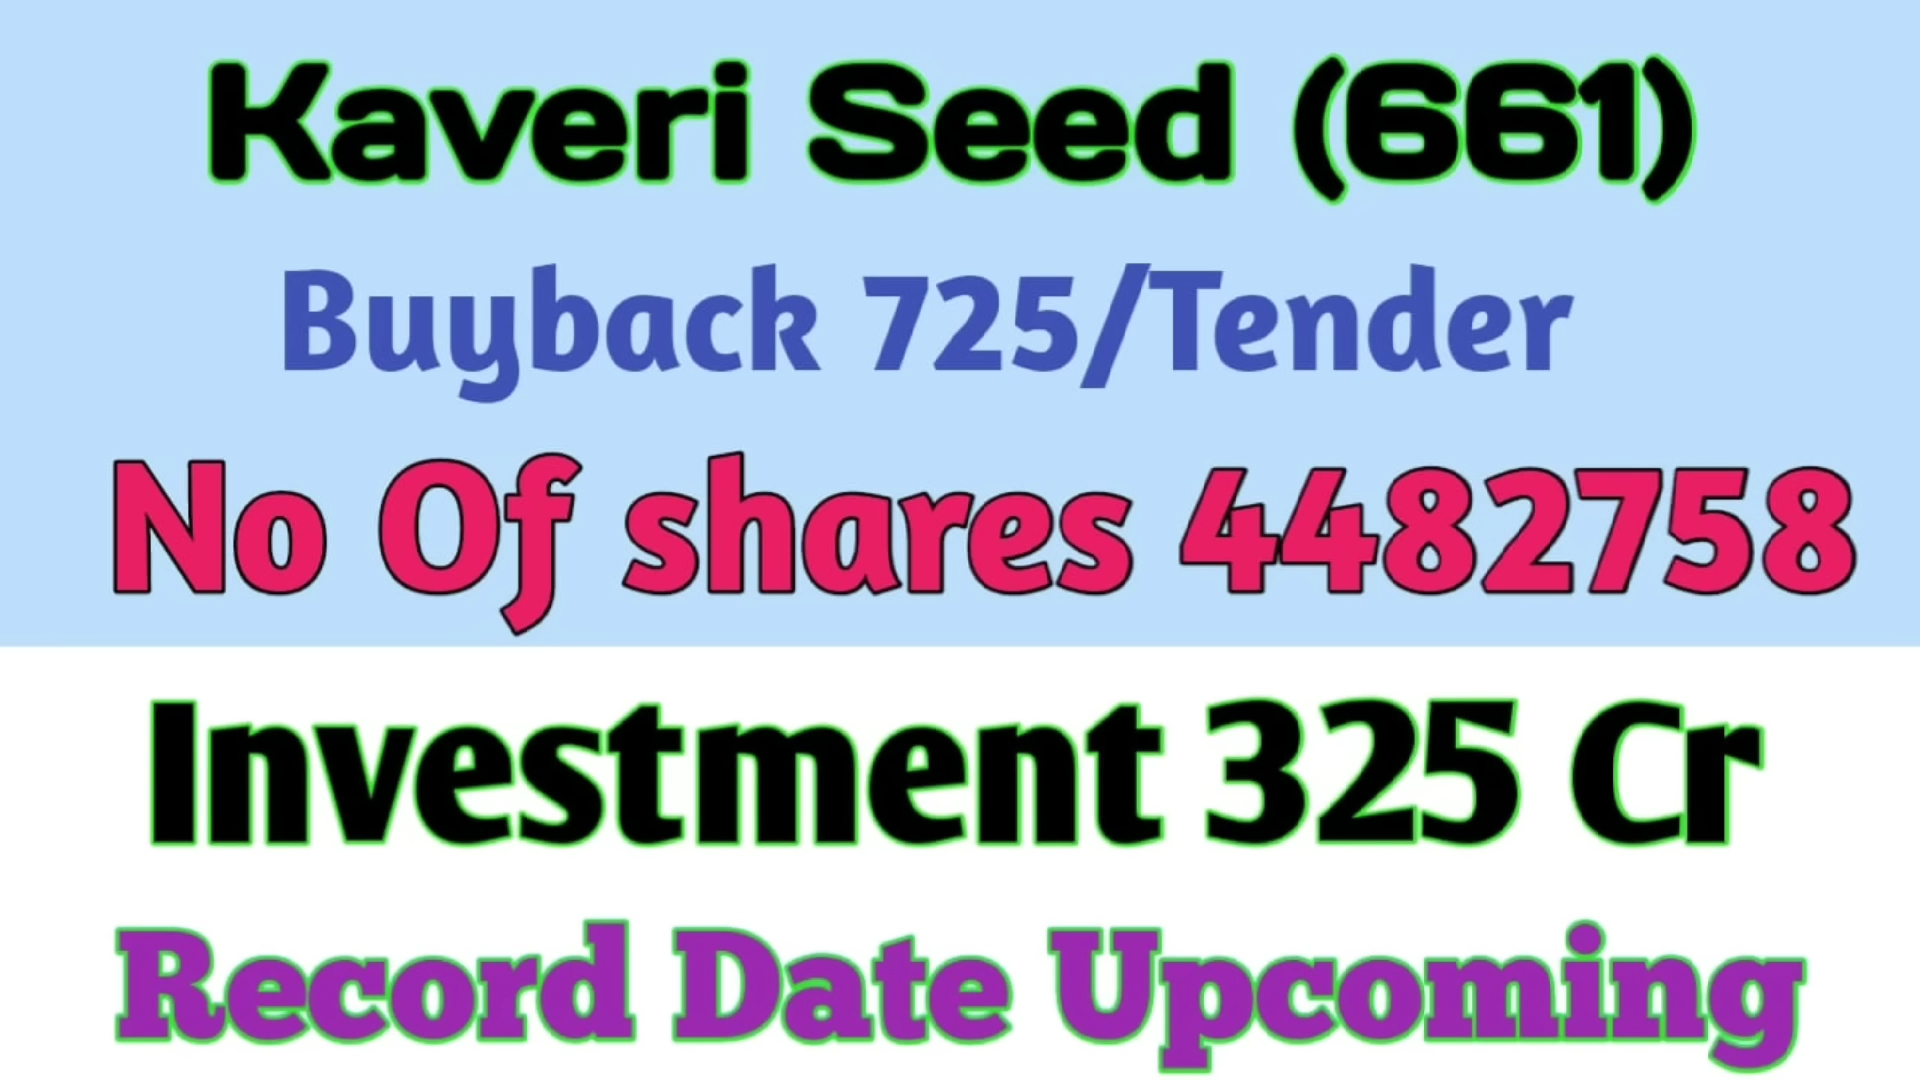 Kaveri Seed (661)
Buyback 725/Tender
No Of shares 4482758
Investment 325 Cr
Record Date Upcoming